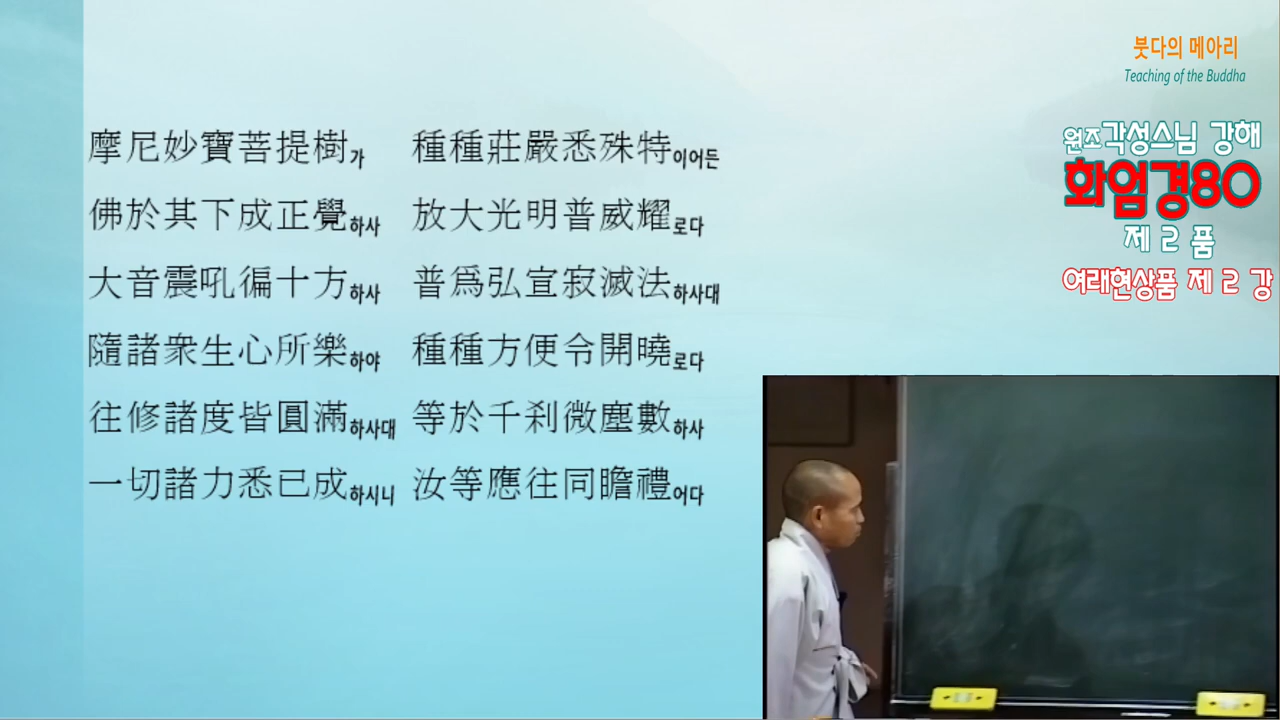 摩尼妙寶菩提樹가 種種莊嚴悉殊特이어든
佛於其下成正覺하사 放大光明普威耀로다
大音震吼徧十方하사 普爲弘宣寂滅法하사대
隨諸衆生心所樂하야 種種方便令開曉로다
往修諸度皆圓滿하사대 等於千刹微塵數하사
一切諸力悉已成하시니 汝等應往同瞻禮어다
붓다의 메아리
Teaching of the Buddha
원조각성스님 강해
화엄경80
제 2 품
여래현상품 제 2 강